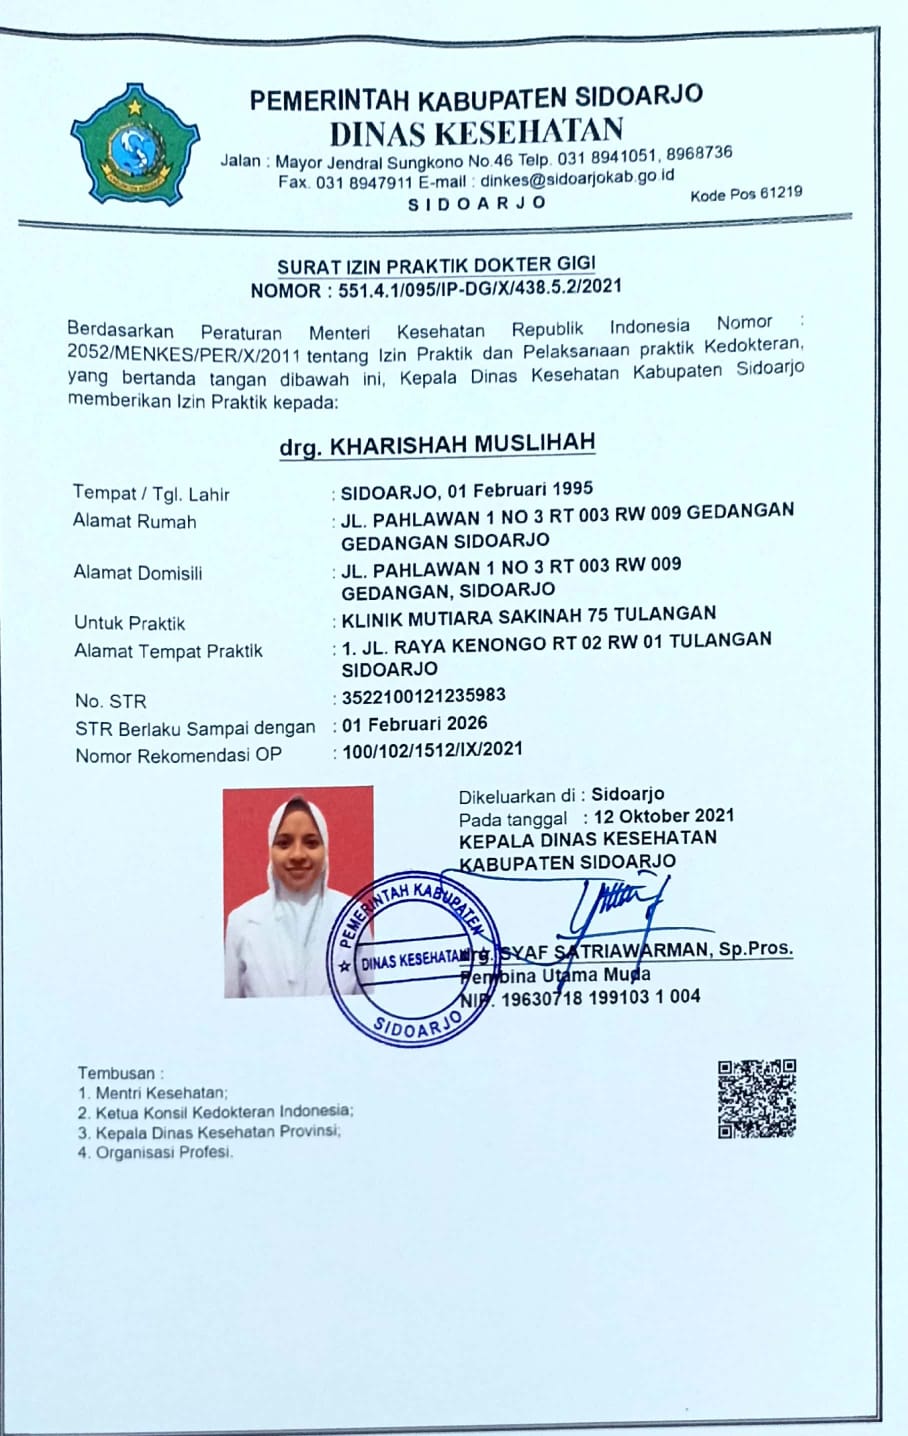 PEMERINTAH KABUPATEN SIDOARJO
DINAS KESEHATAN
Jalan : Mayor Jendral Sungkono No.46 Telp. 031 8941051, 8968736
Fax. 031 8947911 E-mail : dinkes@sidoarjokab.go.id
SIDOARJO
Kode Pos 61219
SURAT IZIN PRAKTIK DOKTER GIGI
NOMOR : 551.4.1/095/IP-DG/X/438.5.2/2021
Berdasarkan Peraturan Menteri Kesehatan Republik Indonesia Nomor :
2052/MENKES/PER/X/2011 tentang Izin Praktik dan Pelaksanaan praktik Kedokteran,
yang bertanda tangan dibawah ini, Kepala Dinas Kesehatan Kabupaten Sidoarjo
memberikan Izin Praktik kepada:
drg. KHARISHAH MUSLIHAH
Tempat / Tgl. Lahir : SIDOARJO, 01 Februari 1995
Alamat Rumah : JL. PAHLAWAN 1 NO 3 RT 003 RW 009 GEDANGAN
GEDANGAN SIDOARJO
Alamat Domisili : JL. PAHLAWAN 1 NO 3 RT 003 RW 009
GEDANGAN, SIDOARJO
Untuk Praktik : KLINIK MUTIARA SAKINAH 75 TULANGAN
Alamat Tempat Praktik : 1. JL. RAYA KENONGO RT 02 RW 01 TULANGAN
SIDOARJO
No. STR : 3522100121235983
STR Berlaku Sampai dengan : 01 Februari 2026
Nomor Rekomendasi OP : 100/102/1512/IX/2021
Dikeluarkan di : Sidoarjo
Pada tanggal : 12 Oktober 2021
KEPALA DINAS KESEHATAN
KABUPATEN SIDOARJO
PEMERINTAH KABUPATEN
DINAS KESEHATAN
SIDOARJO
drg. SYAF SATRIAWARMAN, Sp.Pros.
Pembina Utama Muda
NIP. 19630718 199103 1 004
Tembusan :
1. Mentri Kesehatan;
2. Ketua Konsil Kedokteran Indonesia;
3. Kepala Dinas Kesehatan Provinsi;
4. Organisasi Profesi.